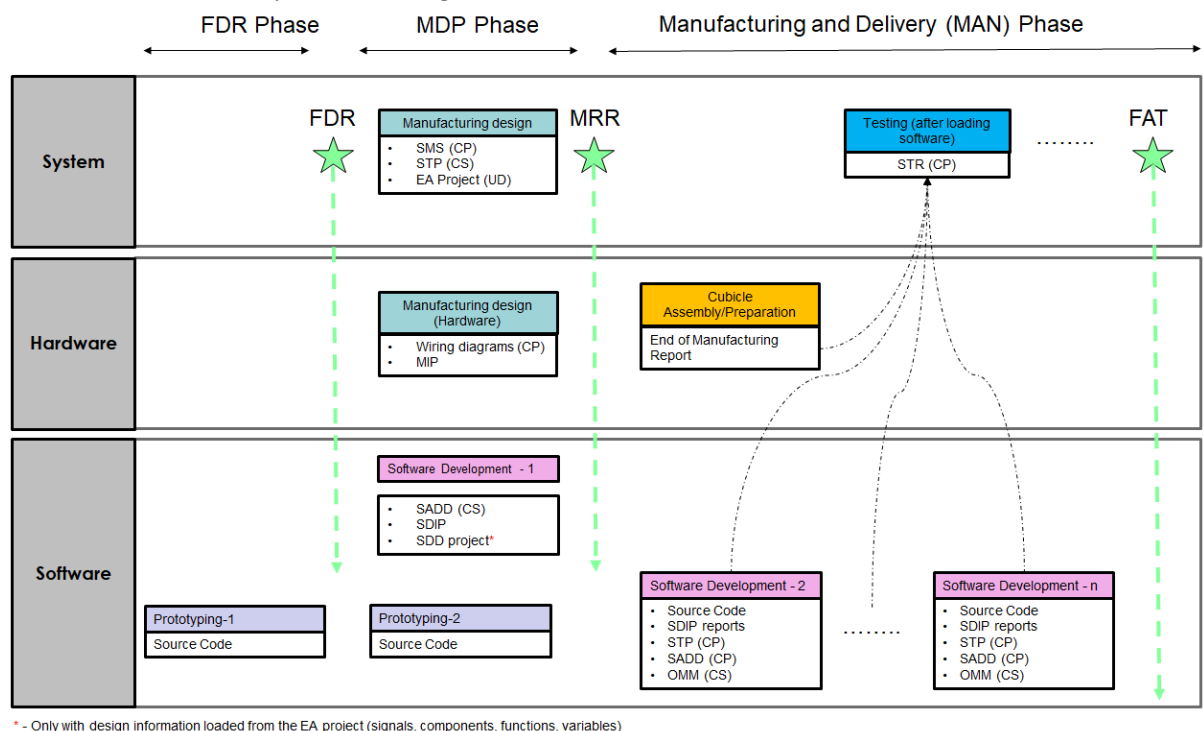 FDR Phase
MDP Phase
Manufacturing and Delivery (MAN) Phase
System
FDR
Manufacturing design
• SMS (CP)
• STP (CS)
• EA Project (UD)
MRR
Testing (after loading
software)
STR (CP)
........
FAT
Hardware
Manufacturing design
(Hardware)
• Wiring diagrams (CP)
• MIP
Cubicle
Assembly/Preparation
End of Manufacturing
Report
Software
Software Development - 1
• SADD (CS)
• SDIP
• SDD project*
Prototyping-1
Source Code
Prototyping-2
Source Code
Software Development - 2
• Source Code
• SDIP reports
• STP (CP)
• SADD (CP)
• OMM (CS)
........
Software Development - n
• Source Code
• SDIP reports
• STP (CP)
• SADD (CP)
• OMM (CS)
* - Only with design information loaded from the EA project (signals, components, functions, variables)